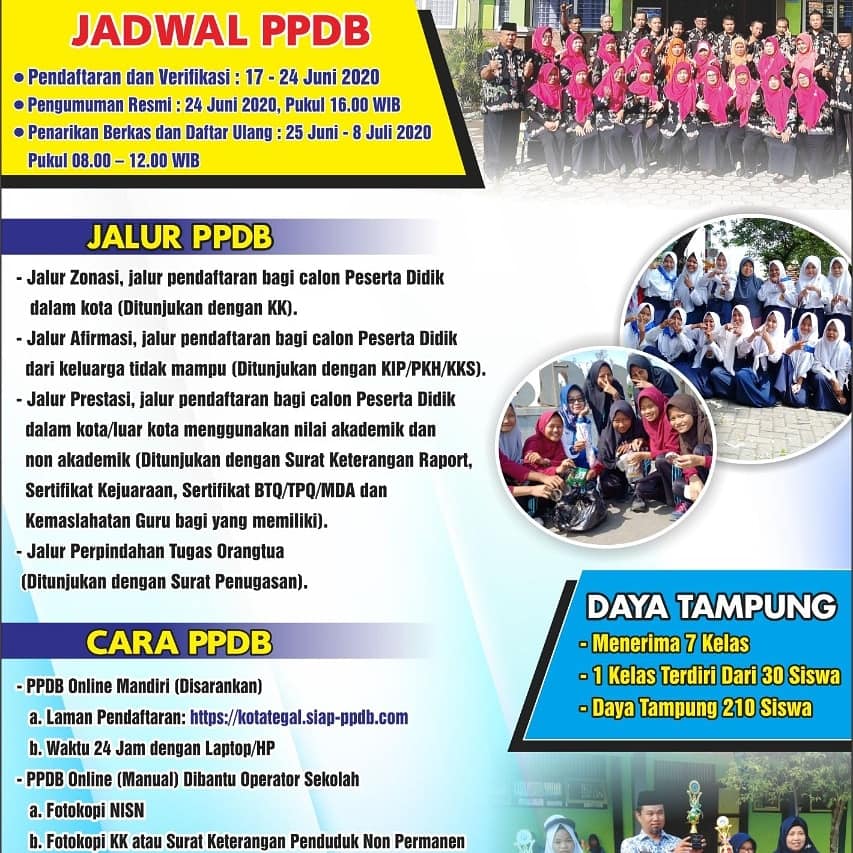 JADWAL PPDB
• Pendaftaran dan Verifikasi : 17 - 24 Juni 2020
• Pengumuman Resmi : 24 Juni 2020, Pukul 16.00 WIB
• Penarikan Berkas dan Daftar Ulang : 25 Juni - 8 Juli 2020
Pukul 08.00 – 12.00 WIB
JALUR PPDB
- Jalur Zonasi, jalur pendaftaran bagi calon Peserta Didik
dalam kota (Ditunjukan dengan KK).
- Jalur Afirmasi, jalur pendaftaran bagi calon Peserta Didik
dari keluarga tidak mampu (Ditunjukan dengan KIP/PKH/KKS).
- Jalur Prestasi, jalur pendaftaran bagi calon Peserta Didik
dalam kota/luar kota menggunakan nilai akademik dan
non akademik (Ditunjukan dengan Surat Keterangan Raport,
Sertifikat Kejuaraan, Sertifikat BTQ/TPQ/MDA dan
Kemaslahatan Guru bagi yang memiliki).
- Jalur Perpindahan Tugas Orangtua
(Ditunjukan dengan Surat Penugasan).
CARA PPDB
- PPDB Online Mandiri (Disarankan)
a. Laman Pendaftaran: https://kotategal.siap-ppdb.com
b. Waktu 24 Jam dengan Laptop/HP
- PPDB Online (Manual) Dibantu Operator Sekolah
a. Fotokopi NISN
b. Fotokopi KK atau Surat Keterangan Penduduk Non Permanen
DAYA TAMPUNG
- Menerima 7 Kelas
- 1 Kelas Terdiri Dari 30 Siswa
- Daya Tampung 210 Siswa